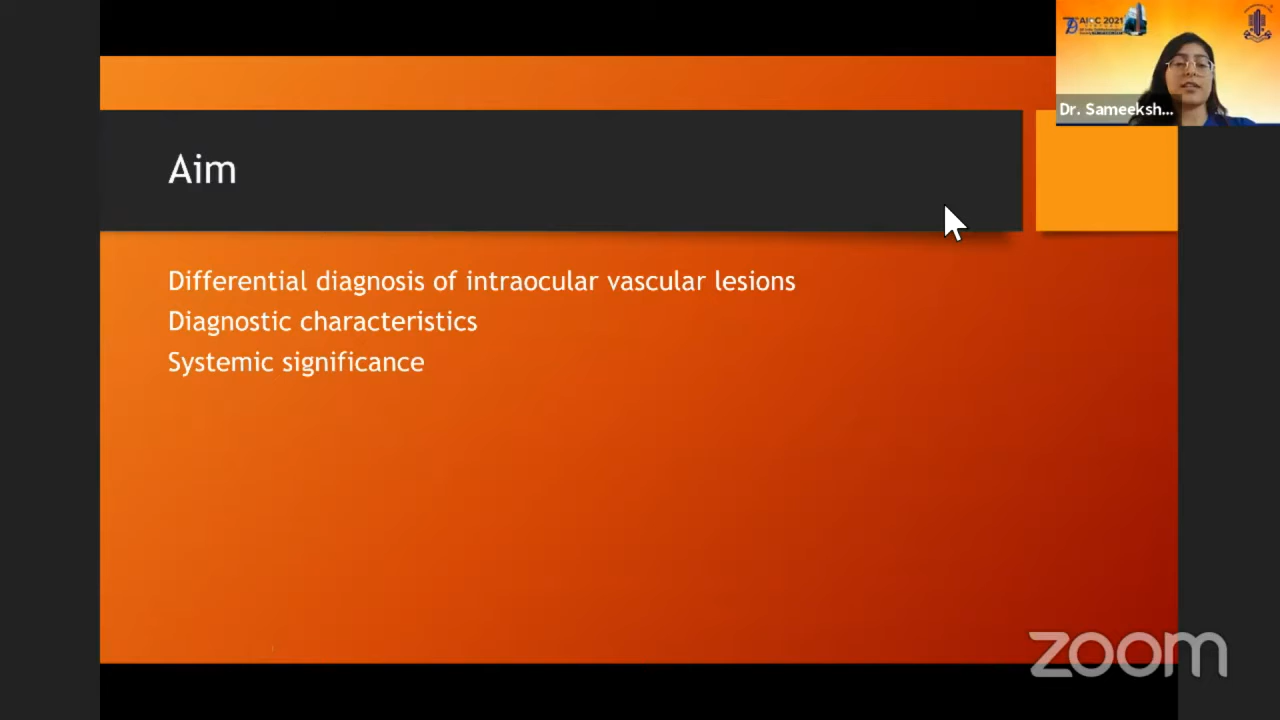 AIOC 2021
Dr. Sameeksh...
Aim
Differential diagnosis of intraocular vascular lesions
Diagnostic characteristics
Systemic significance
zoom